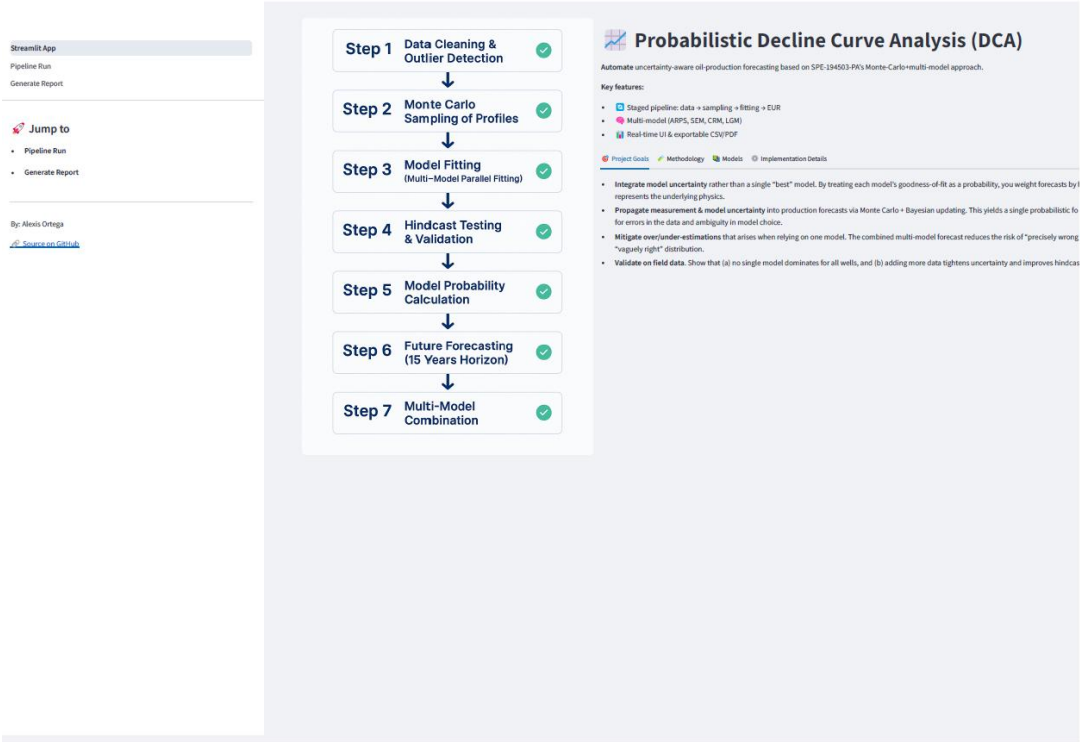 Streamlit App
Pipeline Run
Generate Report
🚀 Jump to
• Pipeline Run
• Generate Report
By: Alexis Ortega
Source on GitHub
Step 1 Data Cleaning &
Outlier Detection
Step 2 Monte Carlo
Sampling of Profiles
Step 3 Model Fitting
(Multi-Model Parallel Fitting)
Step 4 Hindcast Testing
& Validation
Step 5 Model Probability
Calculation
Step 6 Future Forecasting
(15 Years Horizon)
Step 7 Multi-Model
Combination
Probabilistic Decline Curve Analysis (DCA)
Automate uncertainty-aware oil-production forecasting based on SPE-194503-PA's Monte-Carlo+multi-model approach.
Key features:
• Staged pipeline: data → sampling → fitting → EUR
• Multi-model (ARPS, SEM, CRM, LGM)
• Real-time UI & exportable CSV/PDF
Project Goals Methodology Models Implementation Details
• Integrate model uncertainty rather than a single "best" model. By treating each model's goodness-of-fit as a probability, you weight forecasts by
represents the underlying physics.
• Propagate measurement & model uncertainty into production forecasts via Monte Carlo + Bayesian updating. This yields a single probabilistic
for errors in the data and ambiguity in model choice.
• Mitigate over/under-estimations that arises when relying on one model. The combined multi-model forecast reduces the risk of "precisely wrong
"vaguely right" distribution.
• Validate on field data. Show that (a) no single model dominates for all wells, and (b) adding more data tightens uncertainty and improves